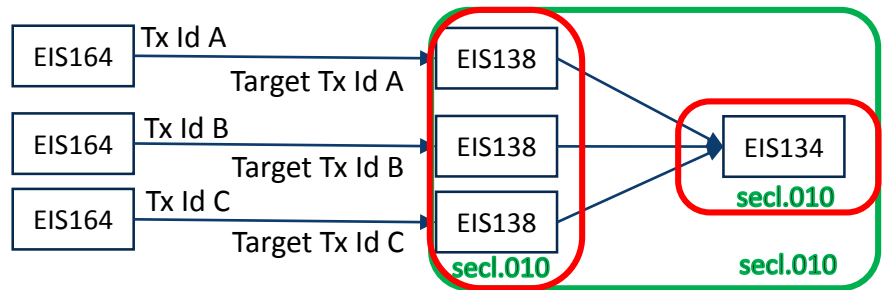 Tx Id A
EIS164
EIS138
Target Tx Id A
Tx Id B
EIS164
EIS138
EIS134
Target Tx Id B
Tx Id C
secl.010
EIS164
EIS138
Target Tx Id C
secl.010
secl.010